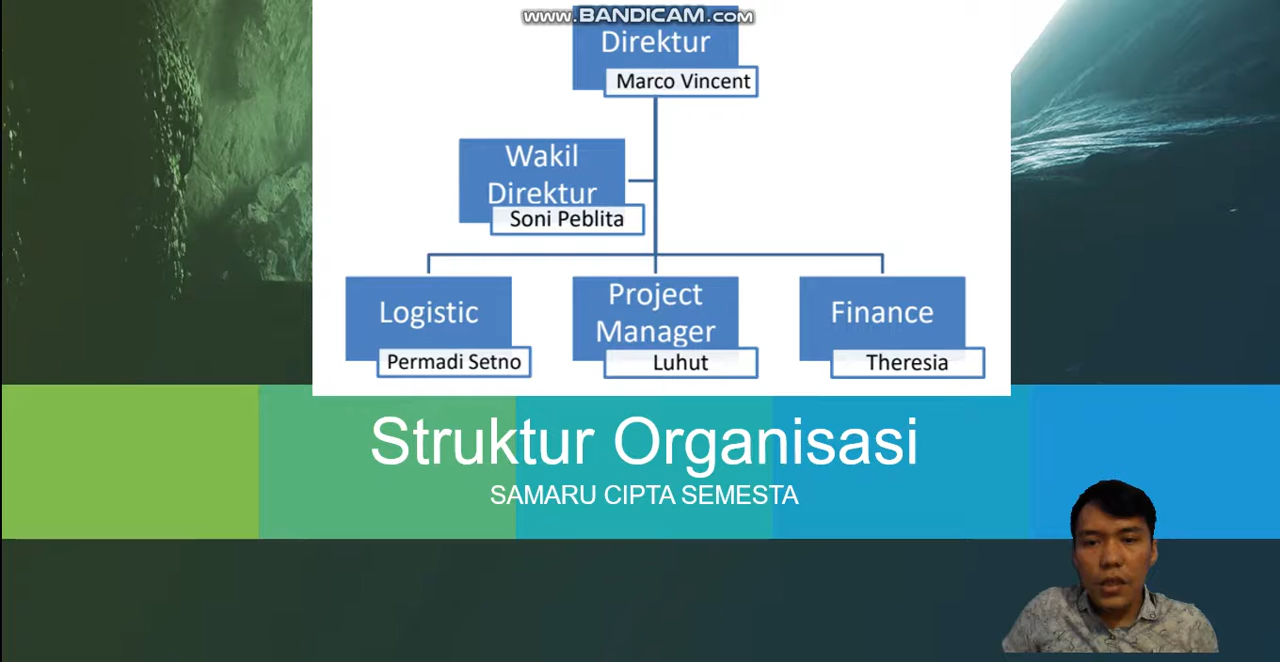 www.BANDICAM.com
Direktur
Marco Vincent
Wakil
Direktur
Soni Peblita
Logistic
Permadi Setno
Project
Manager
Luhut
Finance
Theresia
Struktur Organisasi
SAMARU CIPTA SEMESTA